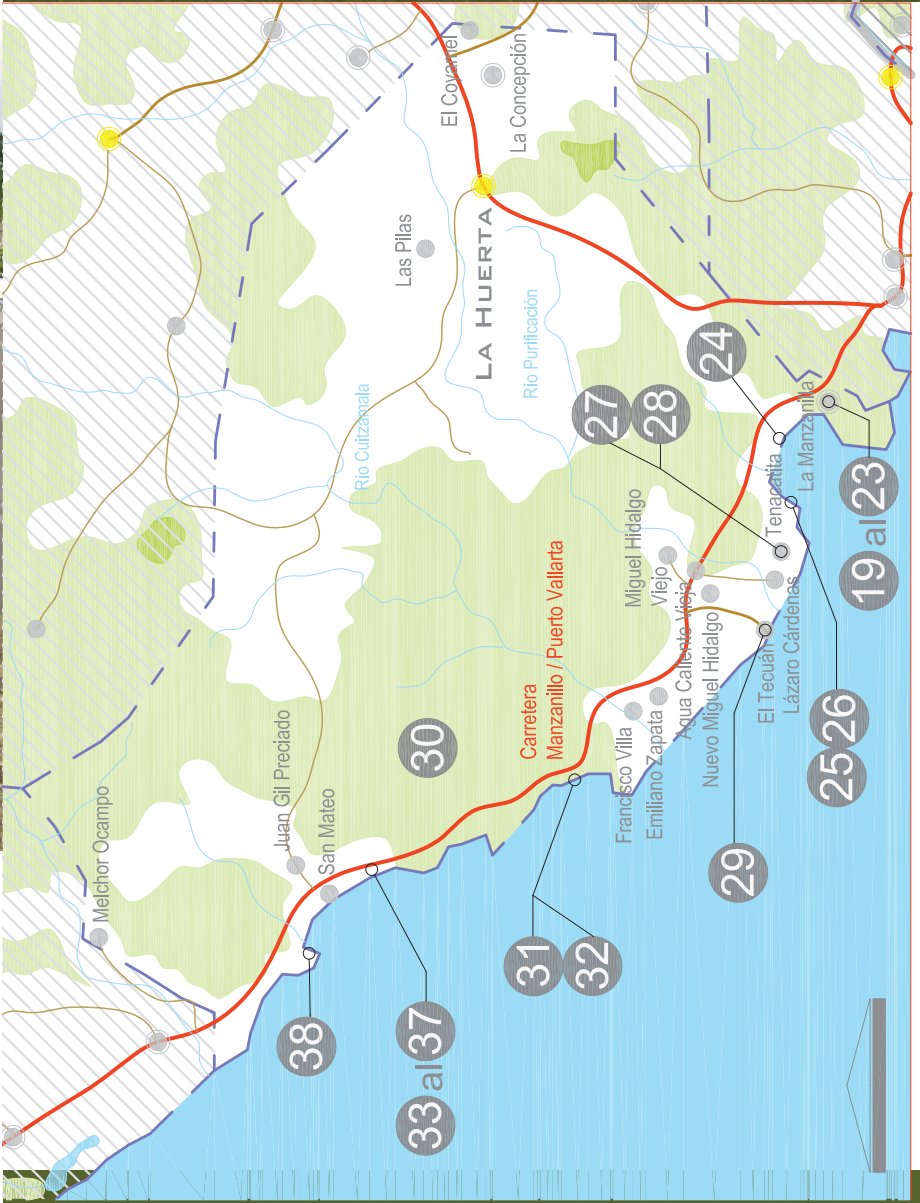 Melchor Ocampo
Juan Gil Preciado
38
San Mateo
Río Cuitzamala
Las Pilas
33 al 37
30
El Coyamel
LA HUERTA
La Concepción
Carretera
Manzanillo / Puerto Vallarta
Río Purificación
31
32
27
28
Francisco Villa
Emiliano Zapata
Miguel Hidalgo
Viejo
Agua Caliente Vieja
Nuevo Miguel Hidalgo
24
29
El Tecuán
Lázaro Cárdenas
Tenacatita
La Manzanilla
25 26
19 al 23